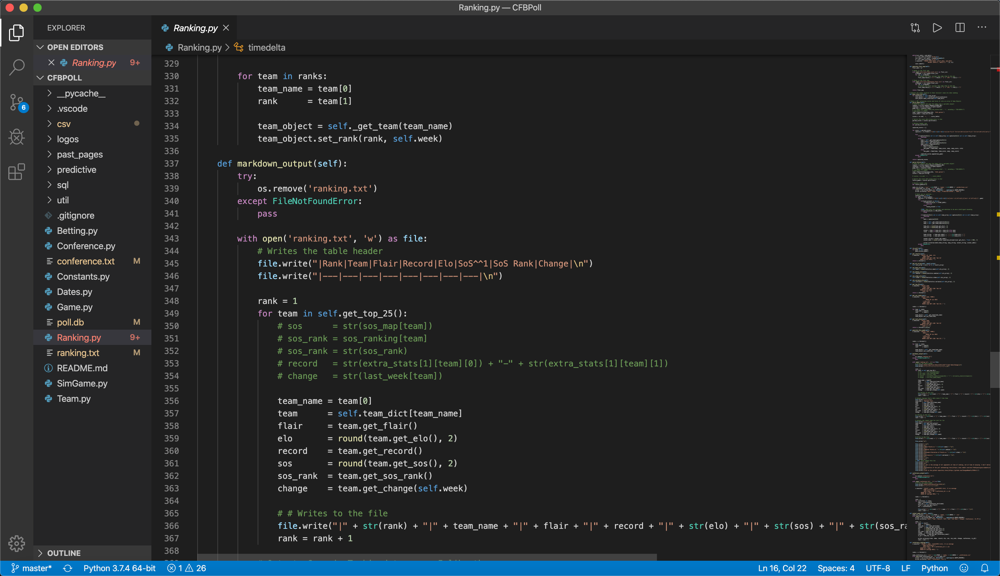 Ranking.py — CFBPoll
EXPLORER
OPEN EDITORS
Ranking.py 9+
CFBPOLL
__pycache__
.vscode
csv
logos
past_pages
predictive
sql
util
.gitignore
Betting.py
Conference.py
conference.txt M
Constants.py
Dates.py
Game.py
poll.db M
Ranking.py 9+
ranking.txt M
README.md
SimGame.py
Team.py
OUTLINE
6
Ranking.py
Ranking.py > timedelta
329
330 for team in ranks:
331 team_name = team[0]
332 rank      = team[1]
333
334 team_object = self._get_team(team_name)
335 team_object.set_rank(rank, self.week)
336
337 def markdown_output(self):
338 try:
339 os.remove('ranking.txt')
340 except FileNotFoundError:
341 pass
342
343 with open('ranking.txt', 'w') as file:
344 # Writes the table header
345 file.write("|Rank|Team|Flair|Record|Elo|SoS^^1|SoS Rank|Change|\n")
346 file.write("|---|---|---|---|---|---|---|---|\n")
347
348 rank = 1
349 for team in self.get_top_25():
350 # sos      = str(sos_map[team])
351 # sos_rank = sos_ranking[team]
352 # sos_rank = str(sos_rank)
353 # record   = str(extra_stats[1][team][0]) + "-" + str(extra_stats[1][team][1])
354 # change   = str(last_week[team])
355
356 team_name = team[0]
357 team      = self.team_dict[team_name]
358 flair     = team.get_flair()
359 elo       = round(team.get_elo(), 2)
360 record    = team.get_record()
361 sos       = round(team.get_sos(), 2)
362 sos_rank  = team.get_sos_rank()
363 change    = team.get_change(self.week)
364
365 # # Writes to the file
366 file.write("|" + str(rank) + "|" + team_name + "|" + flair + "|" + record + "|" + str(elo) + "|" + str(sos) + "|" + str(sos_ra
367 rank = rank + 1
368
master* Python 3.7.4 64-bit 1 26 Ln 16, Col 22 Spaces: 4 UTF-8 LF Python